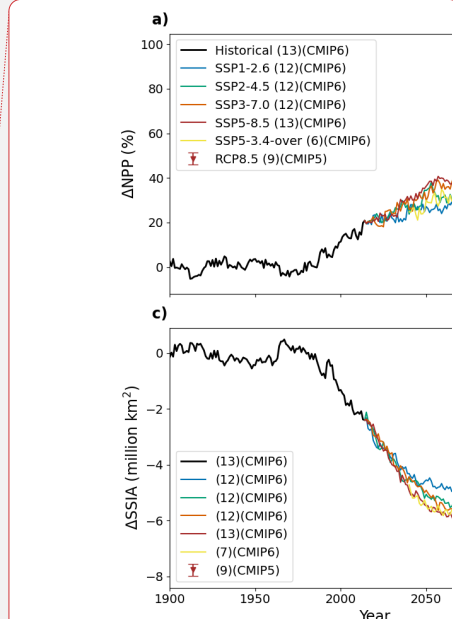 a)
100
80
60
40
20
0
ΔNPP (%)
Historical (13)(CMIP6)
SSP1-2.6 (12)(CMIP6)
SSP2-4.5 (12)(CMIP6)
SSP3-7.0 (12)(CMIP6)
SSP5-8.5 (13)(CMIP6)
SSP5-3.4-over (6)(CMIP6)
RCP8.5 (9)(CMIP5)
1900
1950
2000
2050
c)
0
−2
−4
−6
−8
ΔSSIA (million km²)
(13)(CMIP6)
(12)(CMIP6)
(12)(CMIP6)
(12)(CMIP6)
(13)(CMIP6)
(7)(CMIP6)
(9)(CMIP5)
Year